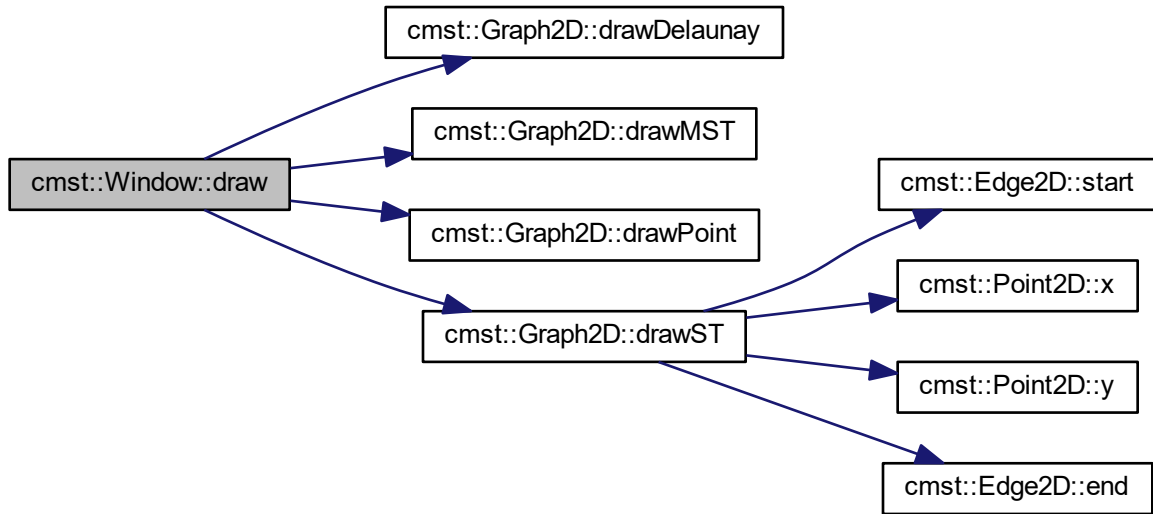 cmst::Graph2D::drawDelaunay
cmst::Graph2D::drawMST
cmst::Window::draw
cmst::Edge2D::start
cmst::Graph2D::drawPoint
cmst::Point2D::x
cmst::Graph2D::drawST
cmst::Point2D::y
cmst::Edge2D::end